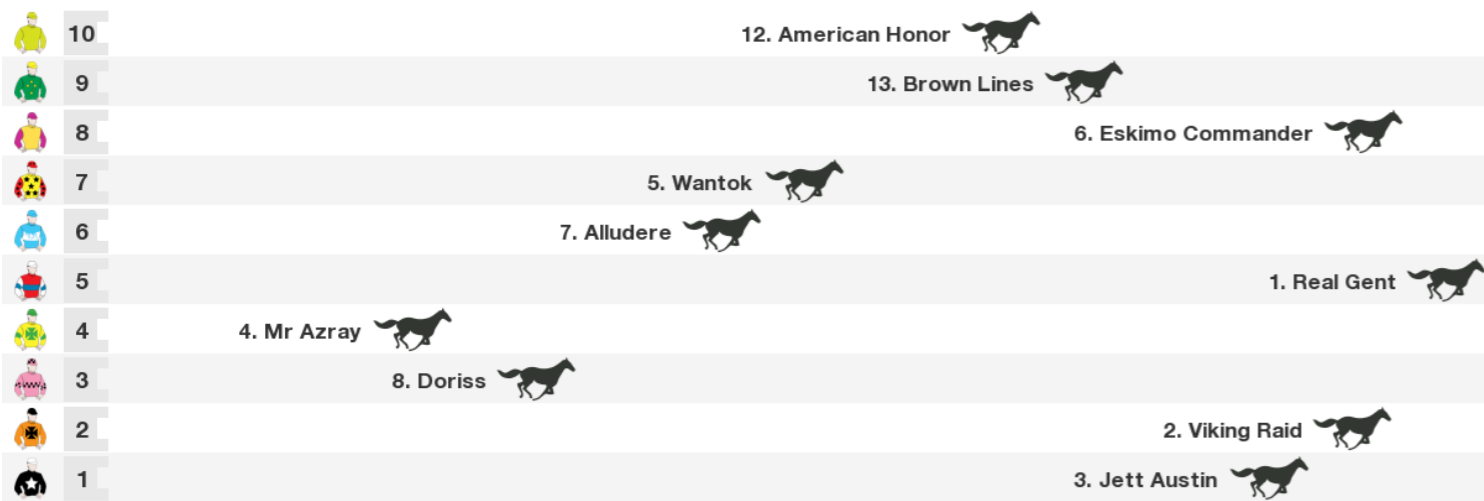 10 12. American Honor
9 13. Brown Lines
8 6. Eskimo Commander
7 5. Wantok
6 7. Alludere
5 1. Real Gent
4 4. Mr Azray
3 8. Doriss
2 2. Viking Raid
1 3. Jett Austin